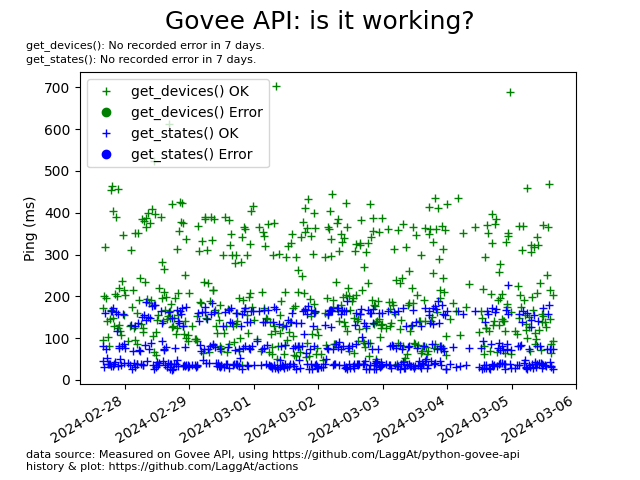 Govee API: is it working?
get_devices(): No recorded error in 7 days.
get_states(): No recorded error in 7 days.
get_devices() OK
get_devices() Error
get_states() OK
get_states() Error
Ping (ms)
700
600
500
400
300
200
100
0
2024-02-28
2024-02-29
2024-03-01
2024-03-02
2024-03-03
2024-03-04
2024-03-05
2024-03-06
data source: Measured on Govee API, using https://github.com/LaggAt/python-govee-api
history & plot: https://github.com/LaggAt/actions